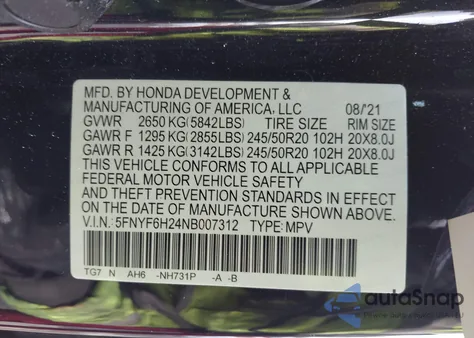 MFD. BY HONDA DEVELOPMENT &
MANUFACTURING OF AMERICA, LLC 08/21
GVWR 2650 KG(5842LBS) TIRE SIZE RIM SIZE
GAWR F 1295 KG(2855LBS) 245/50R20 102H 20X8.0J
GAWR R 1425 KG(3142LBS) 245/50R20 102H 20X8.0J
THIS VEHICLE CONFORMS TO ALL APPLICABLE
FEDERAL MOTOR VEHICLE SAFETY
AND THEFT PREVENTION STANDARDS IN EFFECT
ON THE DATE OF MANUFACTURE SHOWN ABOVE.
V.I.N.: 5FNYF6H24NB007312 TYPE: MPV
TG7 N AH6 -NH731P -A -B
autoSnap